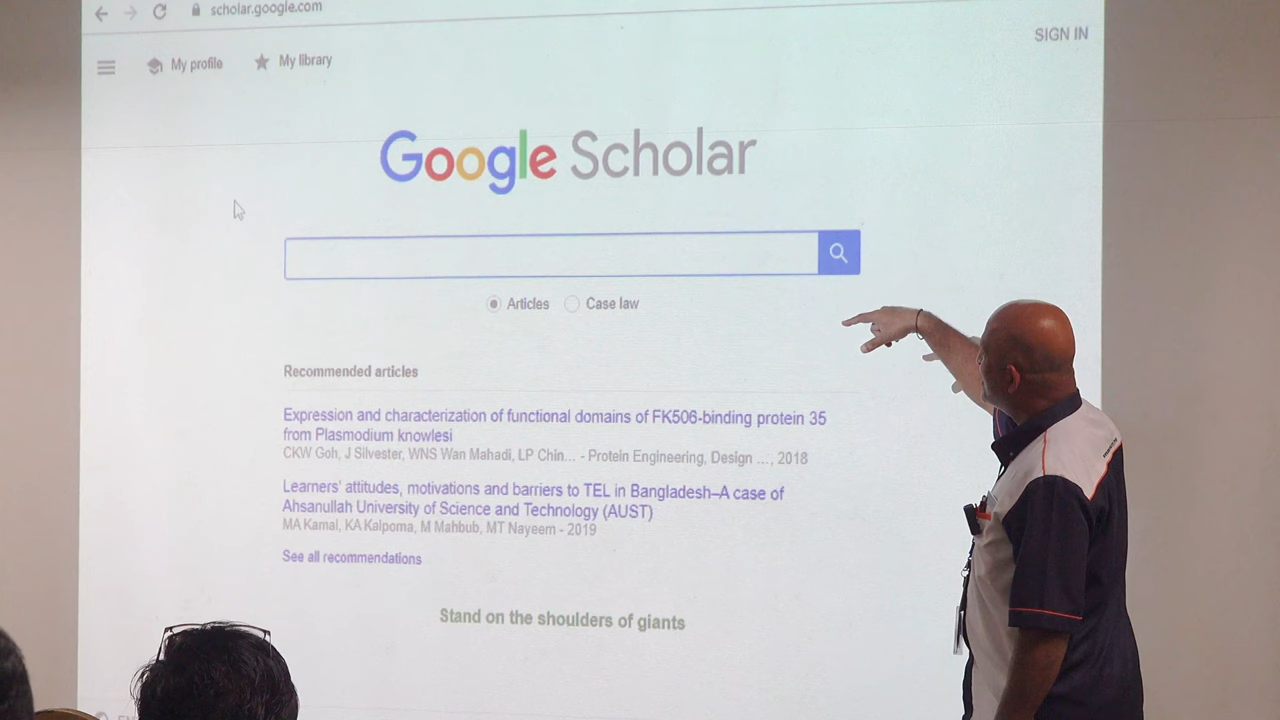 scholar.google.com
SIGN IN
My profile
My library
Google Scholar
Articles
Case law
Recommended articles
Expression and characterization of functional domains of FK506-binding protein 35
from Plasmodium knowlesi
CKW Goh, J Silvester, WNS Wan Mahadi, LP Chin... - Protein Engineering, Design ..., 2018
Learners' attitudes, motivations and barriers to TEL in Bangladesh–A case of
Ahsanullah University of Science and Technology (AUST)
MA Kamal, KA Kalpoma, M Mahbub, MT Nayeem - 2019
See all recommendations
Stand on the shoulders of giants